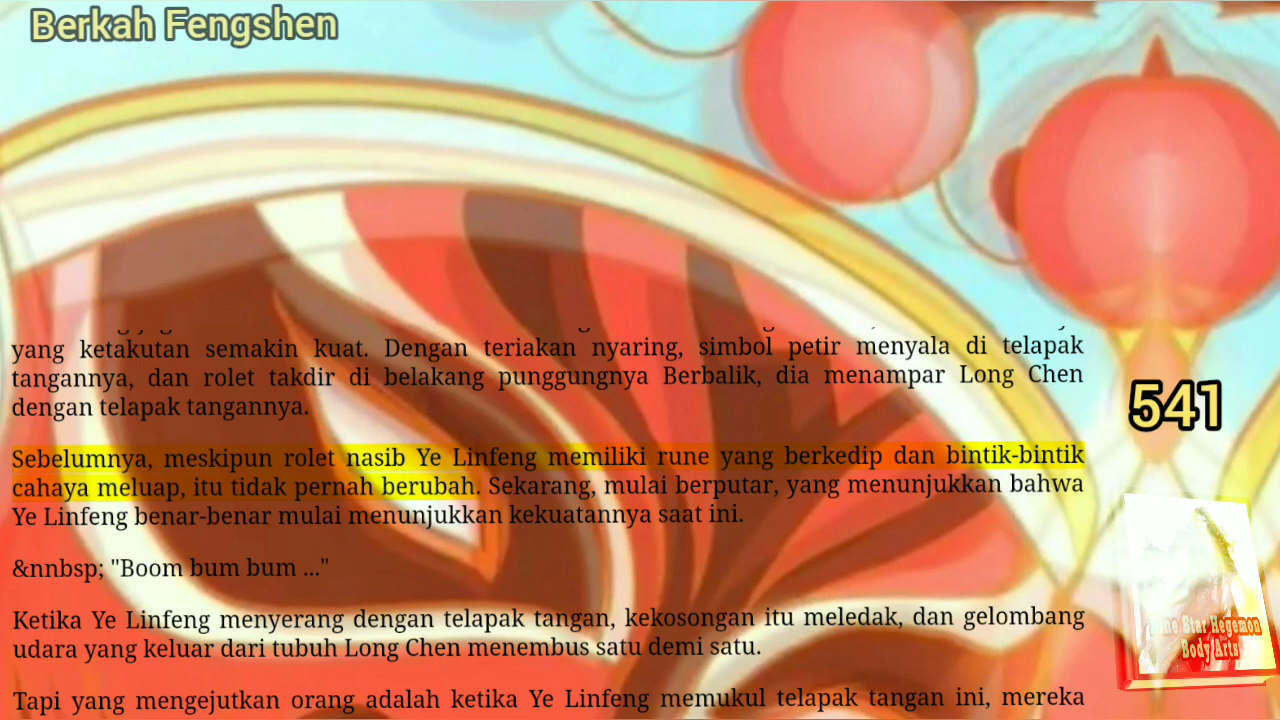 Berkah Fengshen
yang ketakutan semakin kuat. Dengan teriakan nyaring, simbol petir menyala di telapak
tangannya, dan rolet takdir di belakang punggungnya Berbalik, dia menampar Long Chen
dengan telapak tangannya.
Sebelumnya, meskipun rolet nasib Ye Linfeng memiliki rune yang berkedip dan bintik-bintik
cahaya meluap, itu tidak pernah berubah. Sekarang, mulai berputar, yang menunjukkan bahwa
Ye Linfeng benar-benar mulai menunjukkan kekuatannya saat ini.
&nnbsp; "Boom bum bum ..."
Ketika Ye Linfeng menyerang dengan telapak tangan, kekosongan itu meledak, dan gelombang
udara yang keluar dari tubuh Long Chen menembus satu demi satu.
Tapi yang mengejutkan orang adalah ketika Ye Linfeng memukul telapak tangan ini, mereka
541
Star Hegemon
Body Arts